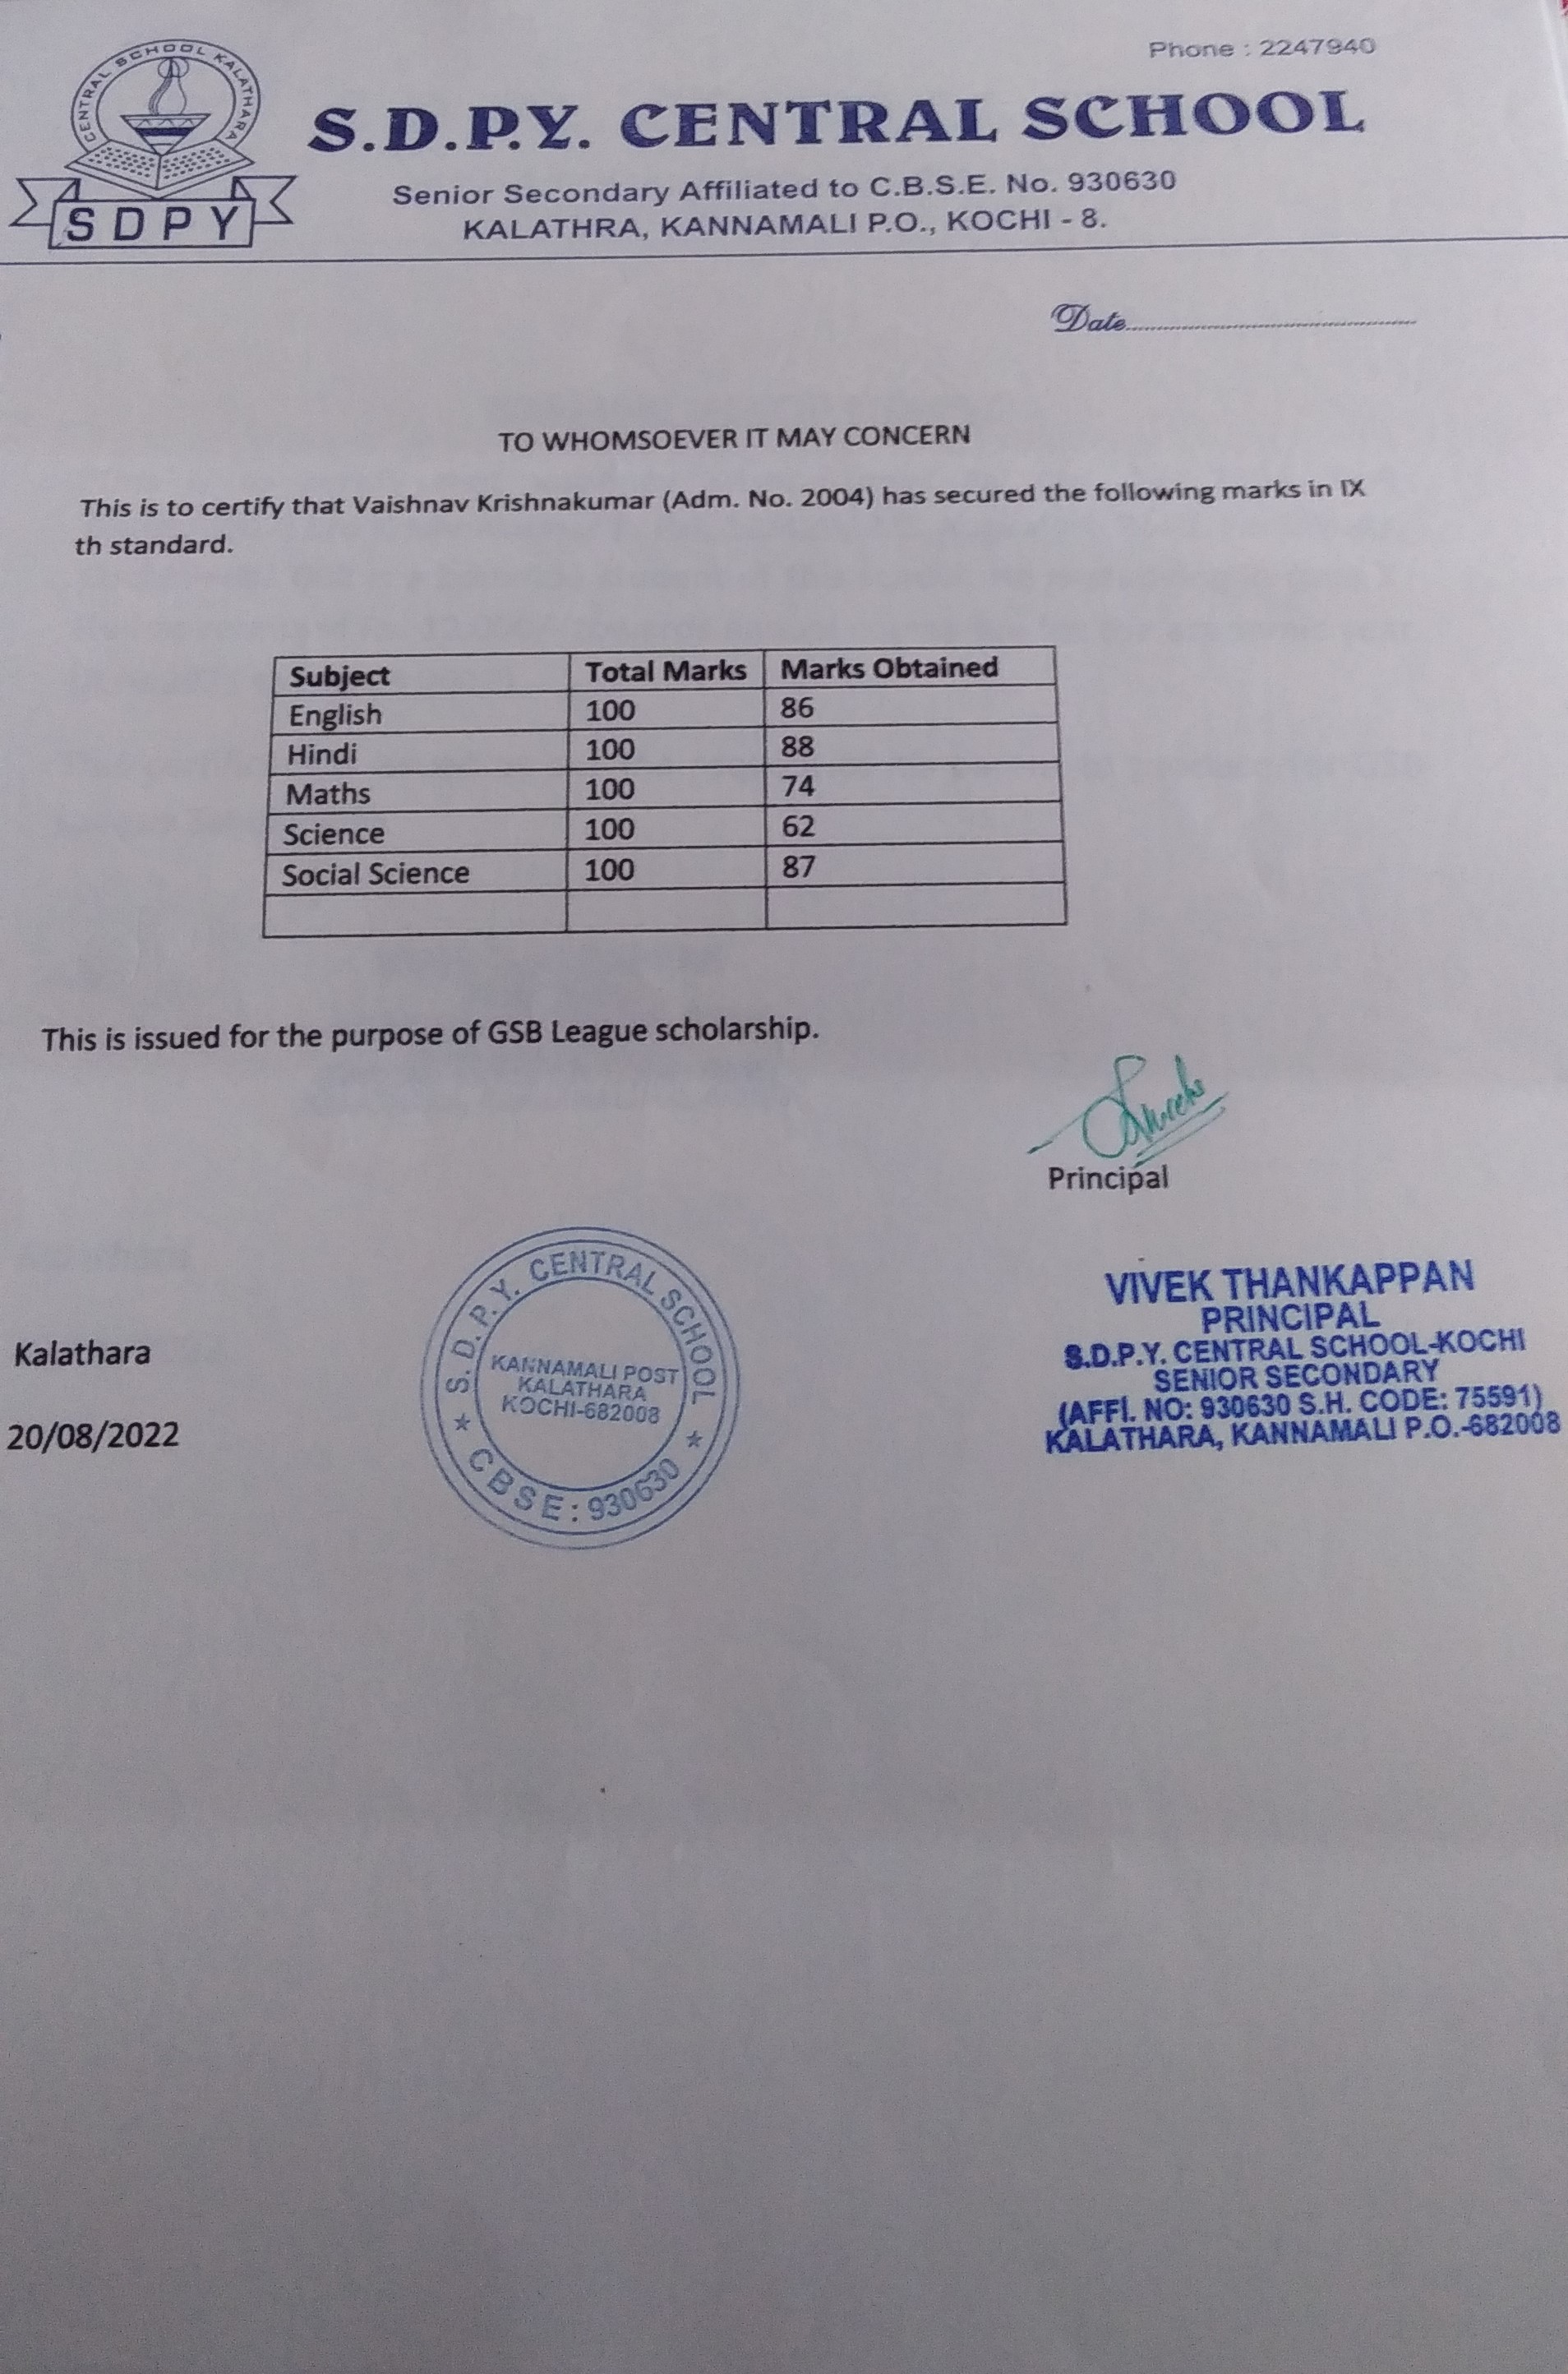 Phone : 2247940
CENTRAL SCHOOL KALATHARA
SDPY
S.D.P.Y. CENTRAL SCHOOL
Senior Secondary Affiliated to C.B.S.E. No. 930630
KALATHRA, KANNAMALI P.O., KOCHI - 8.
Date
TO WHOMSOEVER IT MAY CONCERN
This is to certify that Vaishnav Krishnakumar (Adm. No. 2004) has secured the following marks in IX
th standard.
Subject Total Marks Marks Obtained
English 100 86
Hindi 100 88
Maths 100 74
Science 100 62
Social Science 100 87
This is issued for the purpose of GSB League scholarship.
Principal
Kalathara
20/08/2022
S.D.P.Y. CENTRAL SCHOOL
KANNAMALI POST
KALATHARA
KOCHI-682008
★ CBSE: 930630 ★
VIVEK THANKAPPAN
PRINCIPAL
S.D.P.Y. CENTRAL SCHOOL-KOCHI
SENIOR SECONDARY
(AFFI. NO: 930630 S.H. CODE: 75591)
KALATHARA, KANNAMALI P.O.-682008